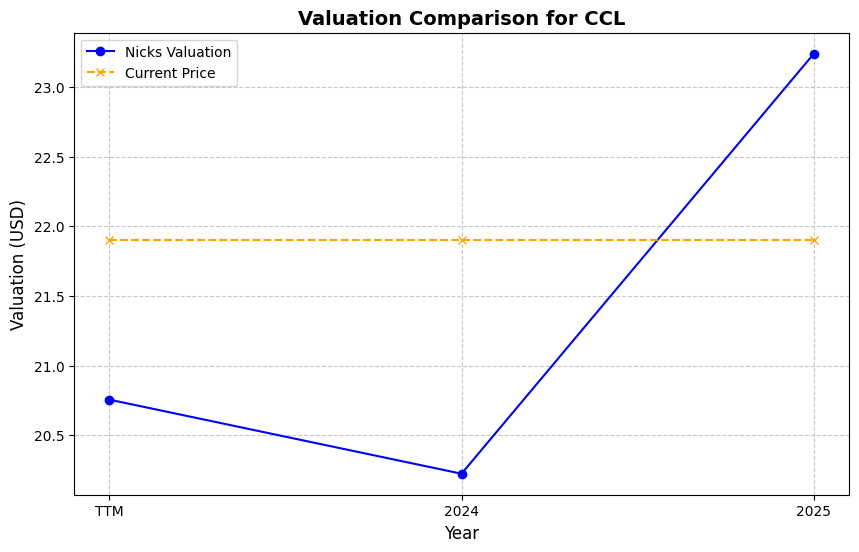 Valuation Comparison for CCL
Nicks Valuation
Current Price
Valuation (USD)
23.0
22.5
22.0
21.5
21.0
20.5
TTM
2024
2025
Year